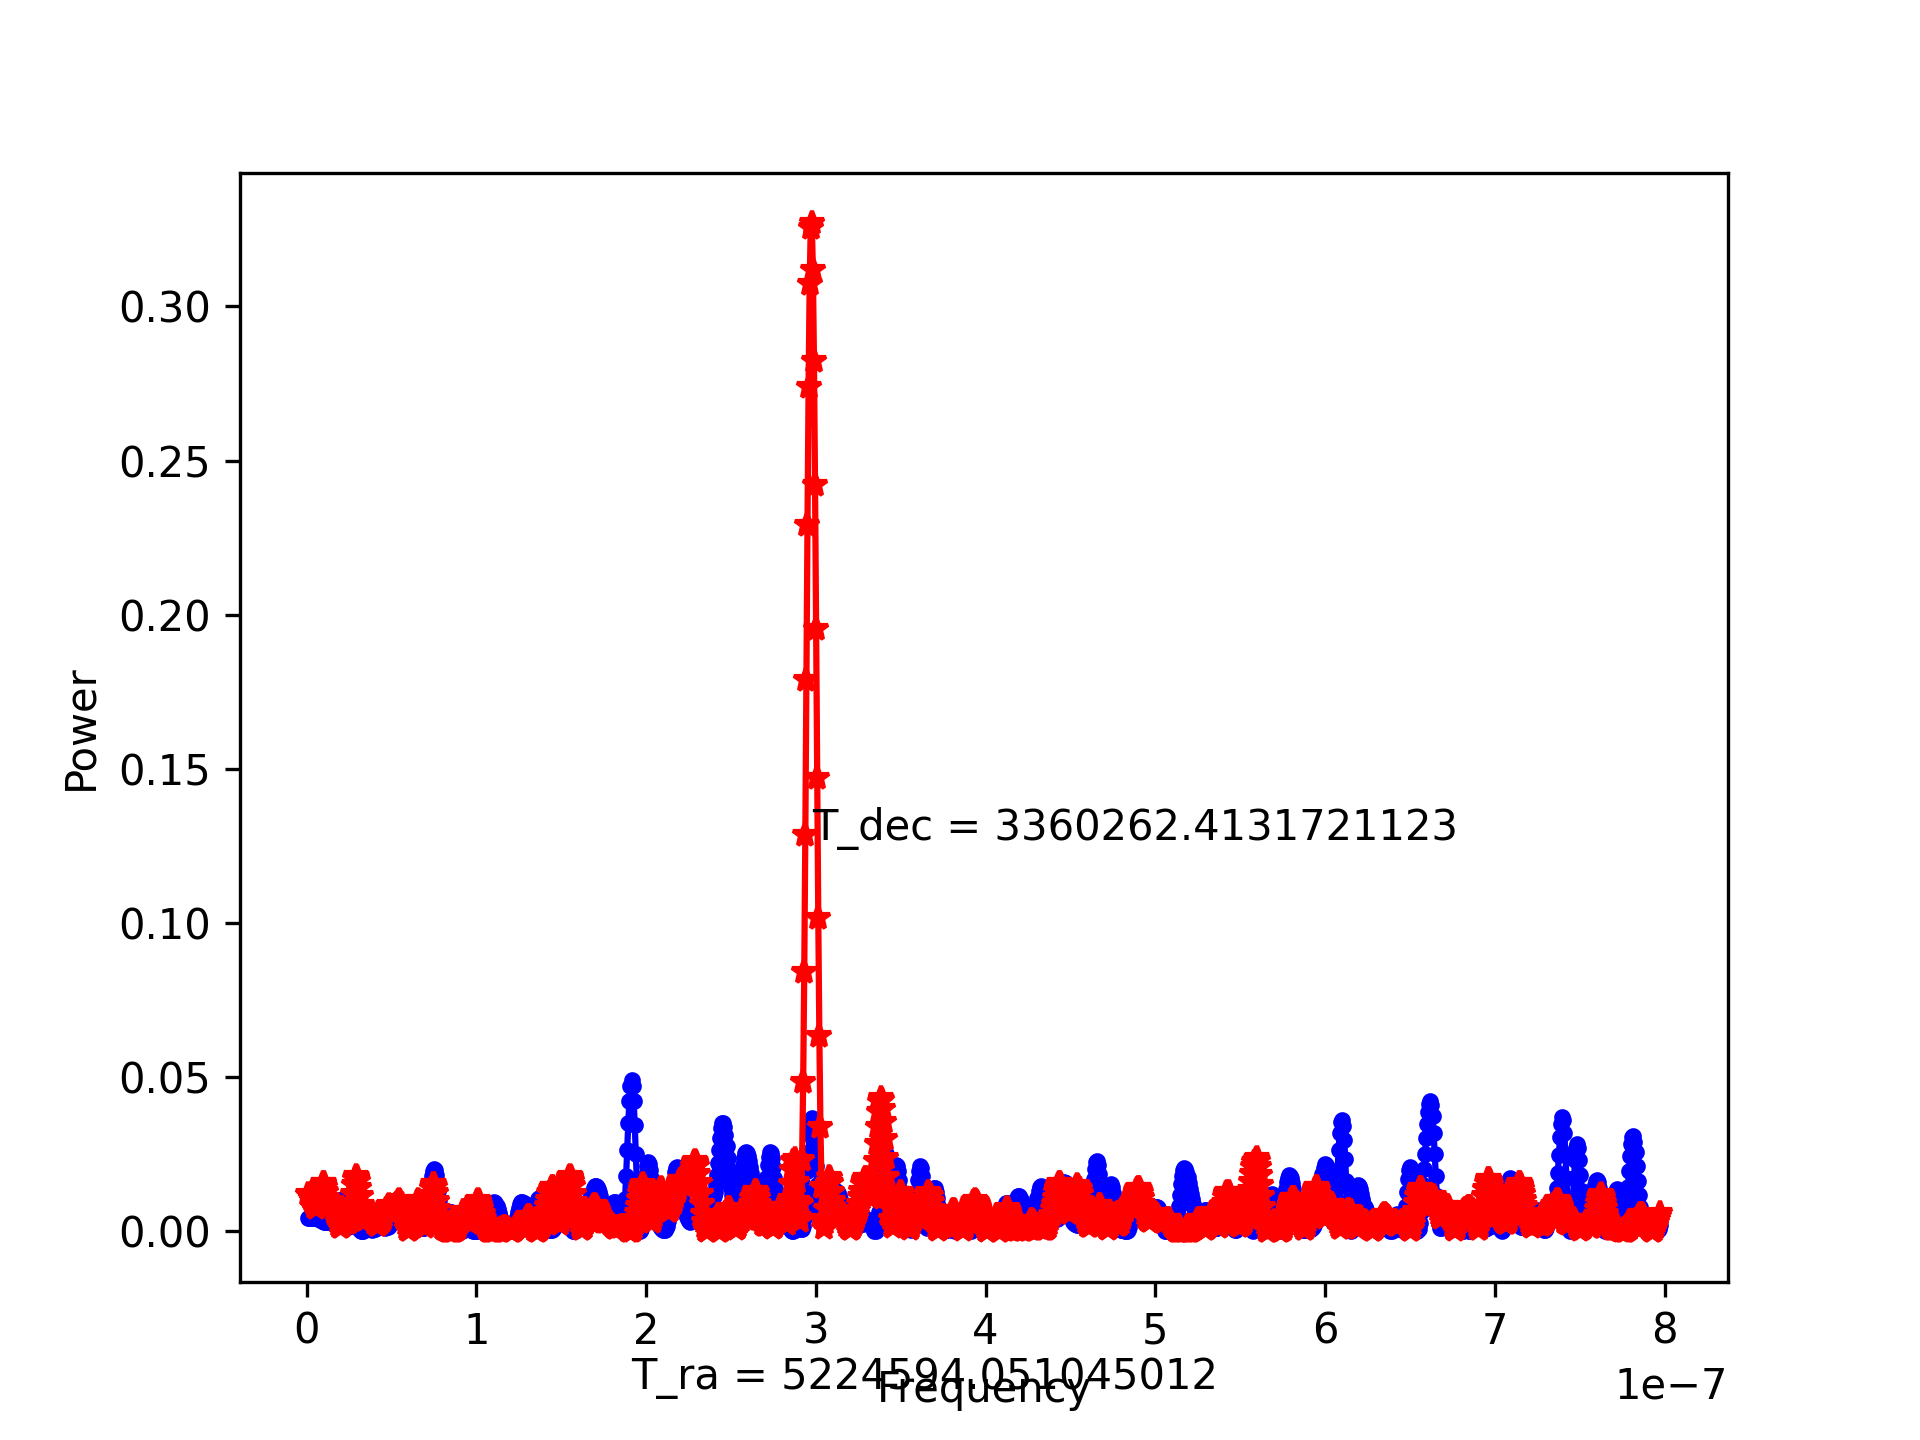 0.30
0.25
0.20
0.15
0.10
0.05
0.00
Power
T_dec = 3360262.4131721123
0 1 2 3 4 5 6 7 8
T_ra = 5224594.051045012
Frequency
1e−7